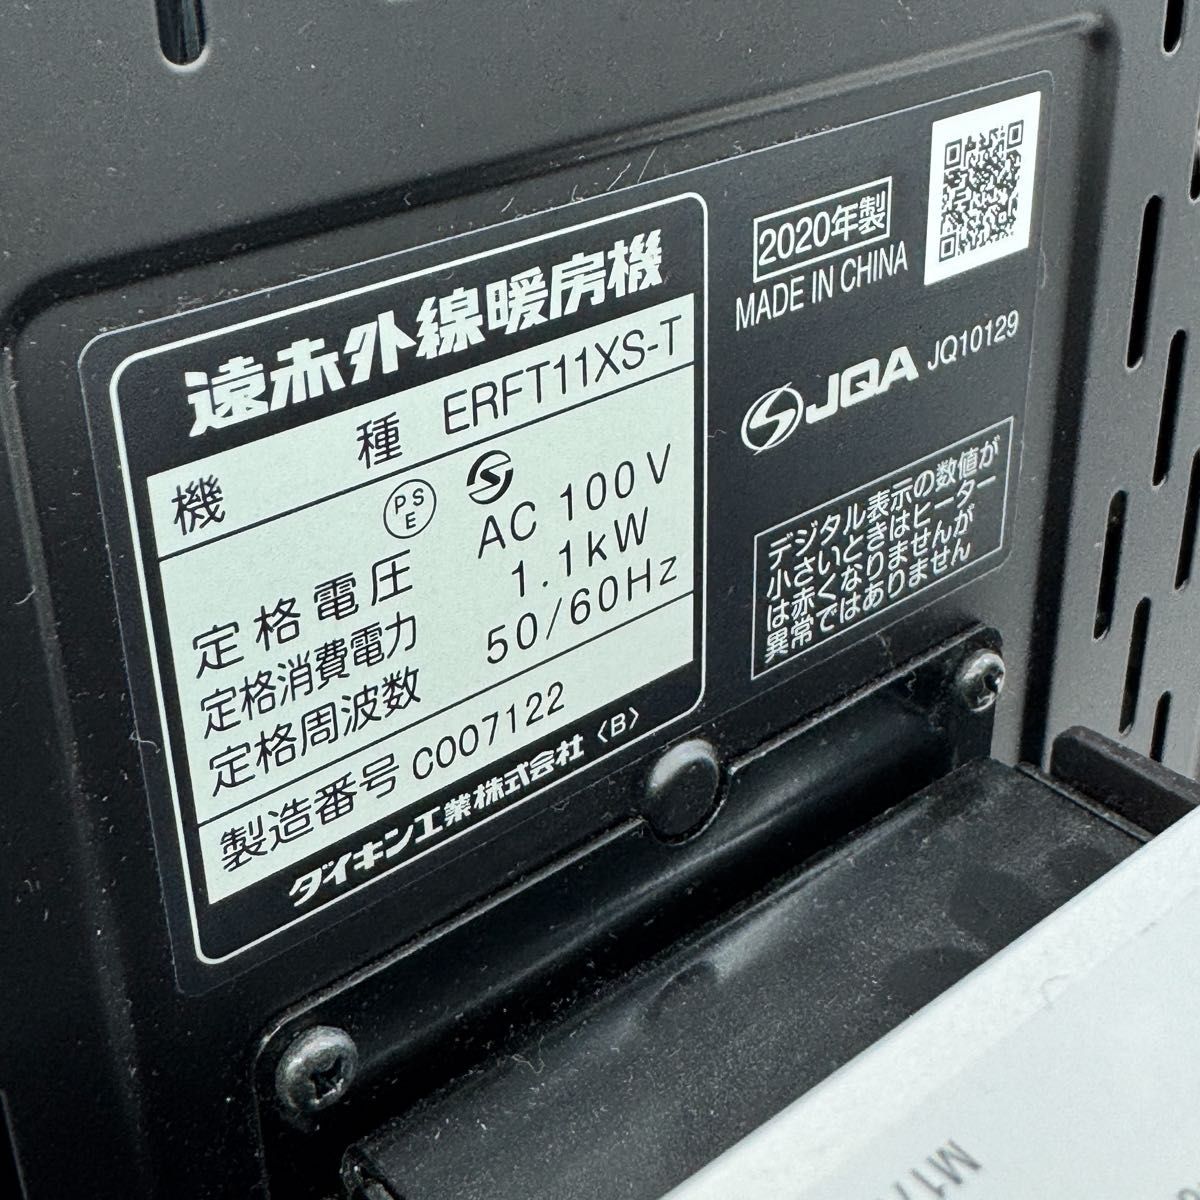 遠赤外線暖房機
機種 ERFT11XS-T
PSE
定格電圧 AC 100V
定格消費電力 1.1kW
定格周波数 50/60Hz
製造番号 C007122
ダイキン工業株式会社 〈B〉
2020年製
MADE IN CHINA
JQA JQ10129
デジタル表示の数値が
小さいときはヒーター
は赤くなりませんが
異常ではありません